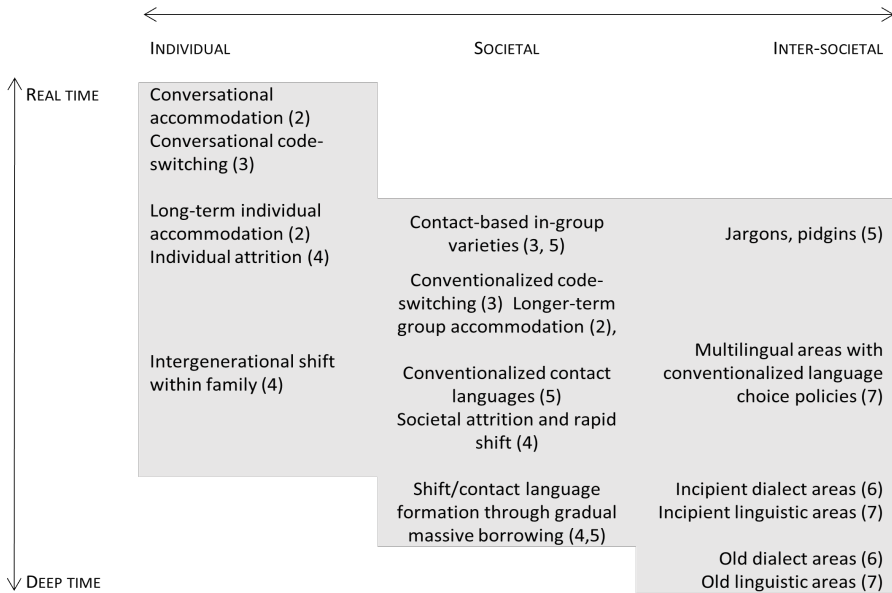 INDIVIDUAL SOCIETAL INTER-SOCIETAL
REAL TIME
Conversational
accommodation (2)
Conversational code-
switching (3)
Long-term individual
accommodation (2)
Individual attrition (4)
Intergenerational shift
within family (4)
Contact-based in-group
varieties (3, 5)
Conventionalized code-
switching (3) Longer-term
group accommodation (2),
Conventionalized contact
languages (5)
Societal attrition and rapid
shift (4)
Shift/contact language
formation through gradual
massive borrowing (4,5)
Jargons, pidgins (5)
Multilingual areas with
conventionalized language
choice policies (7)
Incipient dialect areas (6)
Incipient linguistic areas (7)
Old dialect areas (6)
Old linguistic areas (7)
DEEP TIME